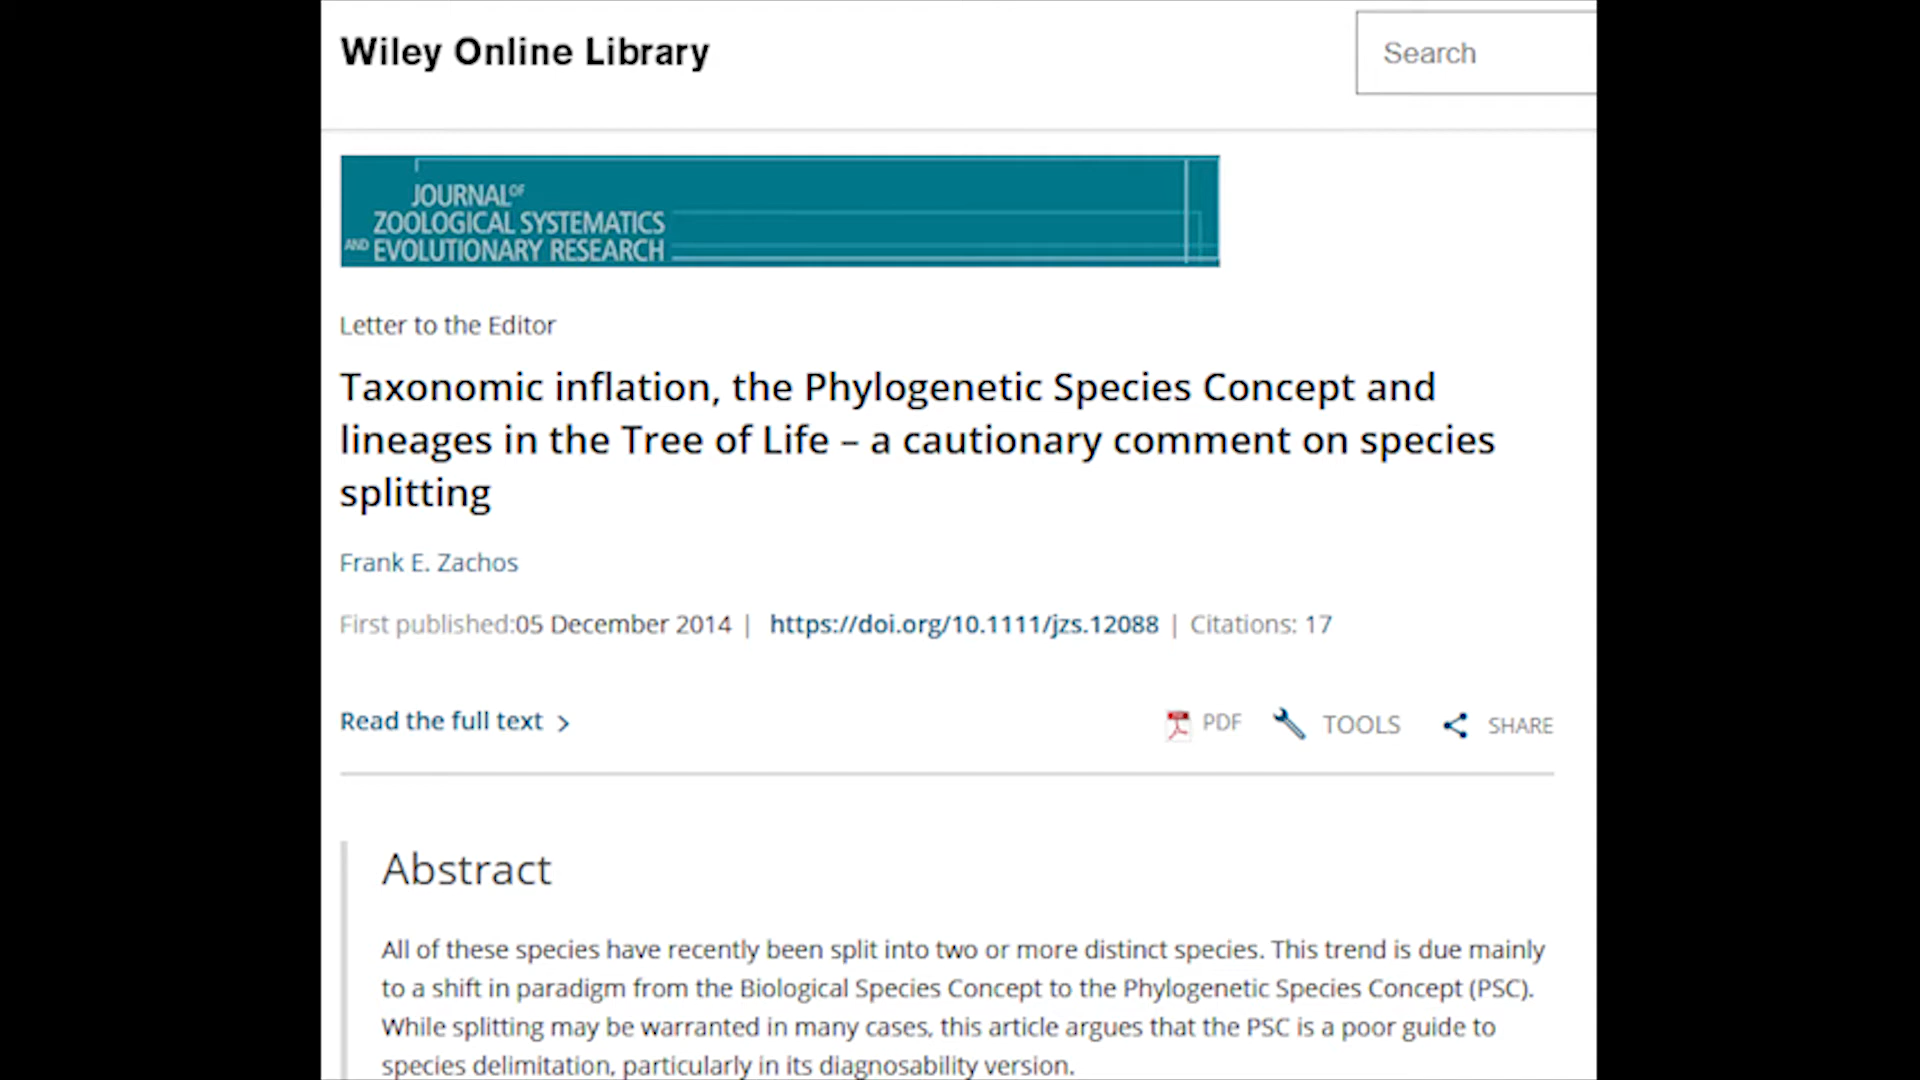 Wiley Online Library
Search
JOURNAL OF
ZOOLOGICAL SYSTEMATICS
AND EVOLUTIONARY RESEARCH
Letter to the Editor
Taxonomic inflation, the Phylogenetic Species Concept and
lineages in the Tree of Life – a cautionary comment on species
splitting
Frank E. Zachos
First published:05 December 2014 | https://doi.org/10.1111/jzs.12088 | Citations: 17
Read the full text >
PDF TOOLS SHARE
Abstract
All of these species have recently been split into two or more distinct species. This trend is due mainly
to a shift in paradigm from the Biological Species Concept to the Phylogenetic Species Concept (PSC).
While splitting may be warranted in many cases, this article argues that the PSC is a poor guide to
species delimitation, particularly in its diagnosability version.